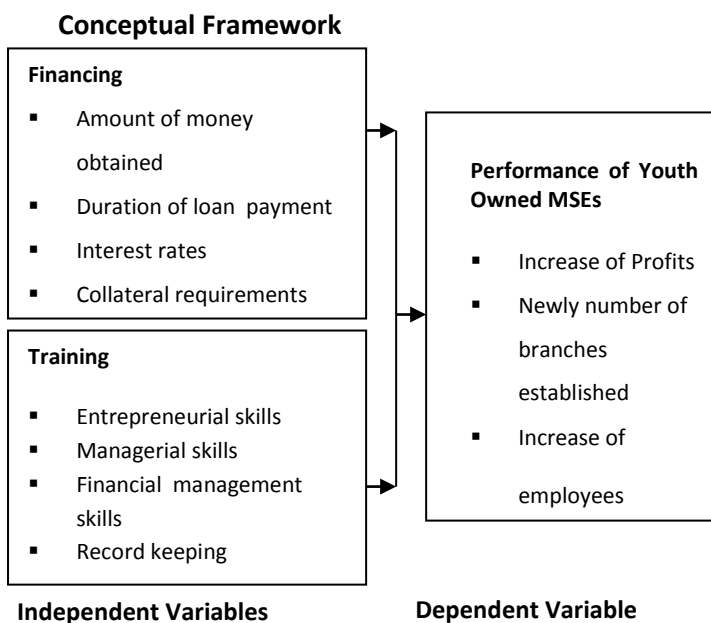 Conceptual Framework
Financing
▪ Amount of money
obtained
▪ Duration of loan payment
▪ Interest rates
▪ Collateral requirements
Training
▪ Entrepreneurial skills
▪ Managerial skills
▪ Financial management
skills
▪ Record keeping
Independent Variables
Performance of Youth
Owned MSEs
▪ Increase of Profits
▪ Newly number of
branches
established
▪ Increase of
employees
Dependent Variable